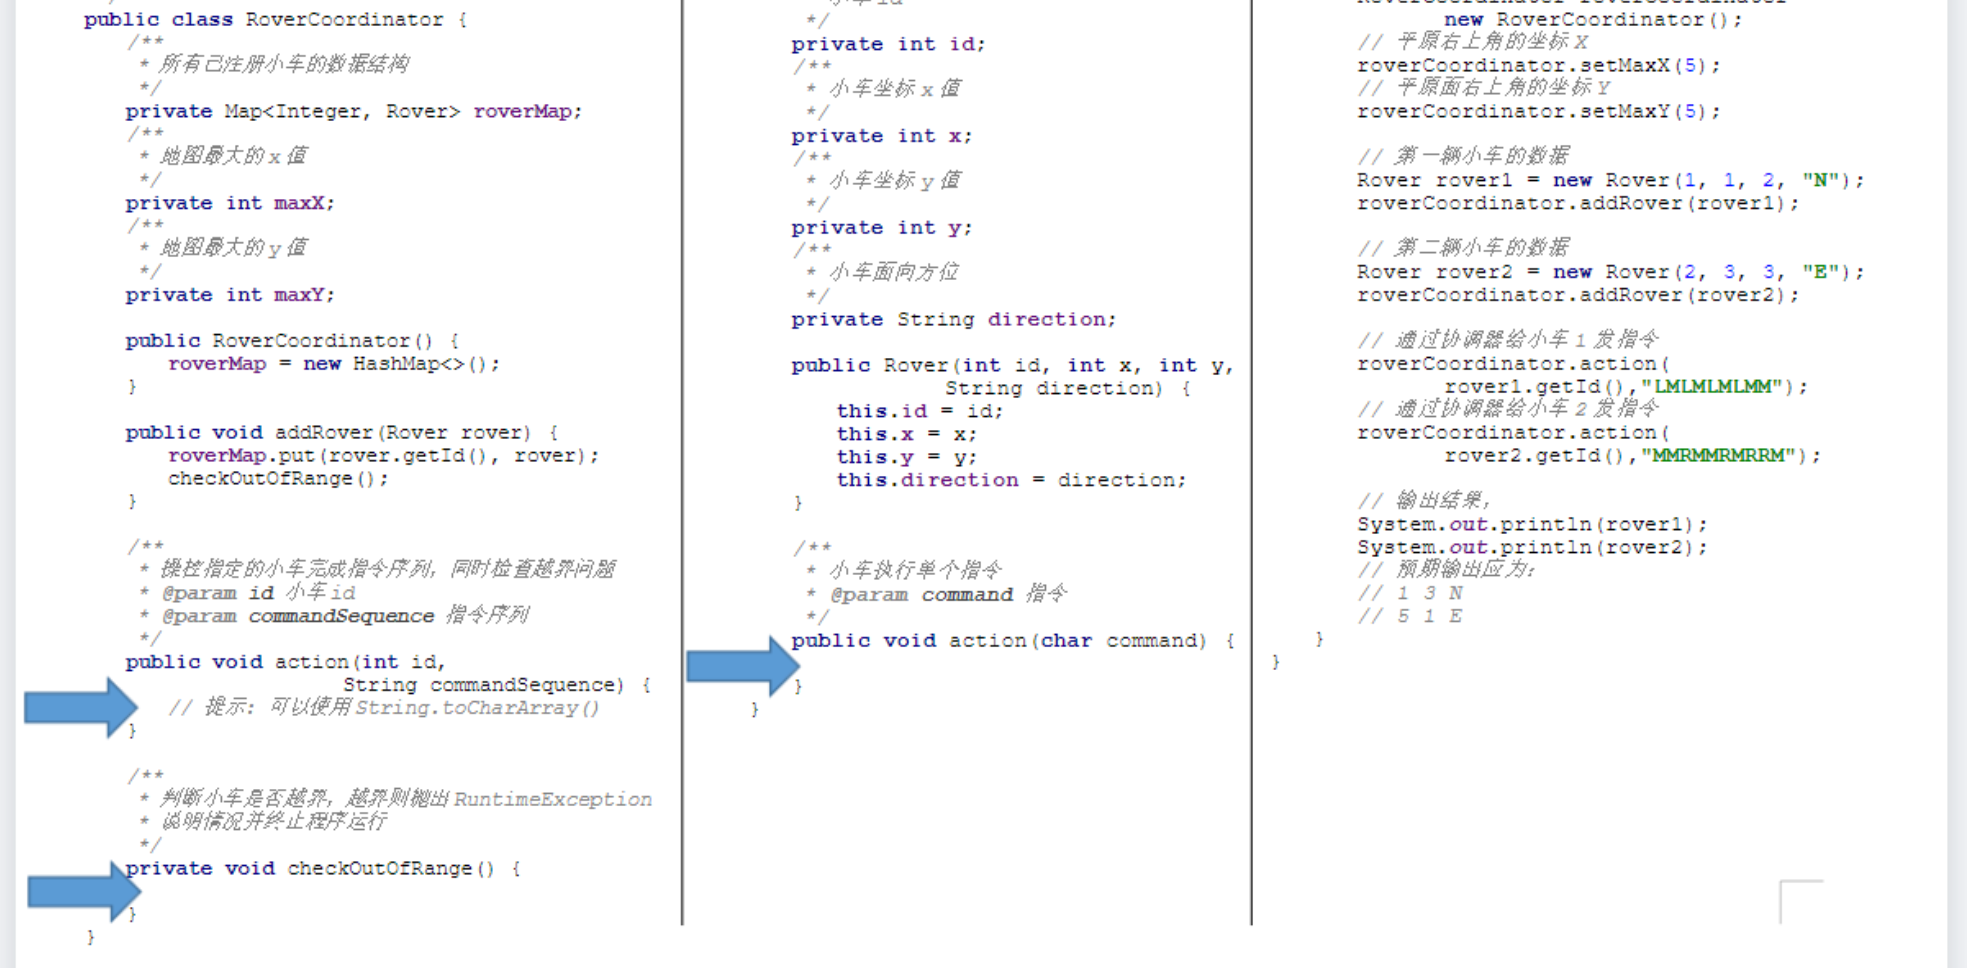 public class RoverCoordinator {
/**
* 所有已注册小车的数据结构
*/
private Map<Integer, Rover> roverMap;
/**
* 地图最大的 x 值
*/
private int maxX;
/**
* 地图最大的 y 值
*/
private int maxY;
public RoverCoordinator() {
roverMap = new HashMap<>();
}
public void addRover(Rover rover) {
roverMap.put(rover.getId(), rover);
checkOutOfRange();
}
/**
* 操控指定的小车完成指令序列，同时检查越界问题
* @param id 小车 id
* @param commandSequence 指令序列
*/
public void action(int id,
String commandSequence) {
// 提示：可以使用 String.toCharArray()
}
/**
* 判断小车是否越界，越界则抛出 RuntimeException
* 说明情况并终止程序运行
*/
private void checkOutOfRange() {
}
}
*/
private int id;
/**
* 小车坐标 x 值
*/
private int x;
/**
* 小车坐标 y 值
*/
private int y;
/**
* 小车面向方位
*/
private String direction;
public Rover(int id, int x, int y,
String direction) {
this.id = id;
this.x = x;
this.y = y;
this.direction = direction;
}
/**
* 小车执行单个指令
* @param command 指令
*/
public void action(char command) {
}
}
new RoverCoordinator();
// 平原右上角的坐标 X
roverCoordinator.setMaxX(5);
// 平原面右上角的坐标 Y
roverCoordinator.setMaxY(5);
// 第一辆小车的数据
Rover rover1 = new Rover(1, 1, 2, "N");
roverCoordinator.addRover(rover1);
// 第二辆小车的数据
Rover rover2 = new Rover(2, 3, 3, "E");
roverCoordinator.addRover(rover2);
// 通过协调器给小车 1 发指令
roverCoordinator.action(
rover1.getId(),"LMLMLMLMM");
// 通过协调器给小车 2 发指令
roverCoordinator.action(
rover2.getId(),"MMRMMRMRRM");
// 输出结果，
System.out.println(rover1);
System.out.println(rover2);
// 预期输出应为：
// 1 3 N
// 5 1 E
}
}